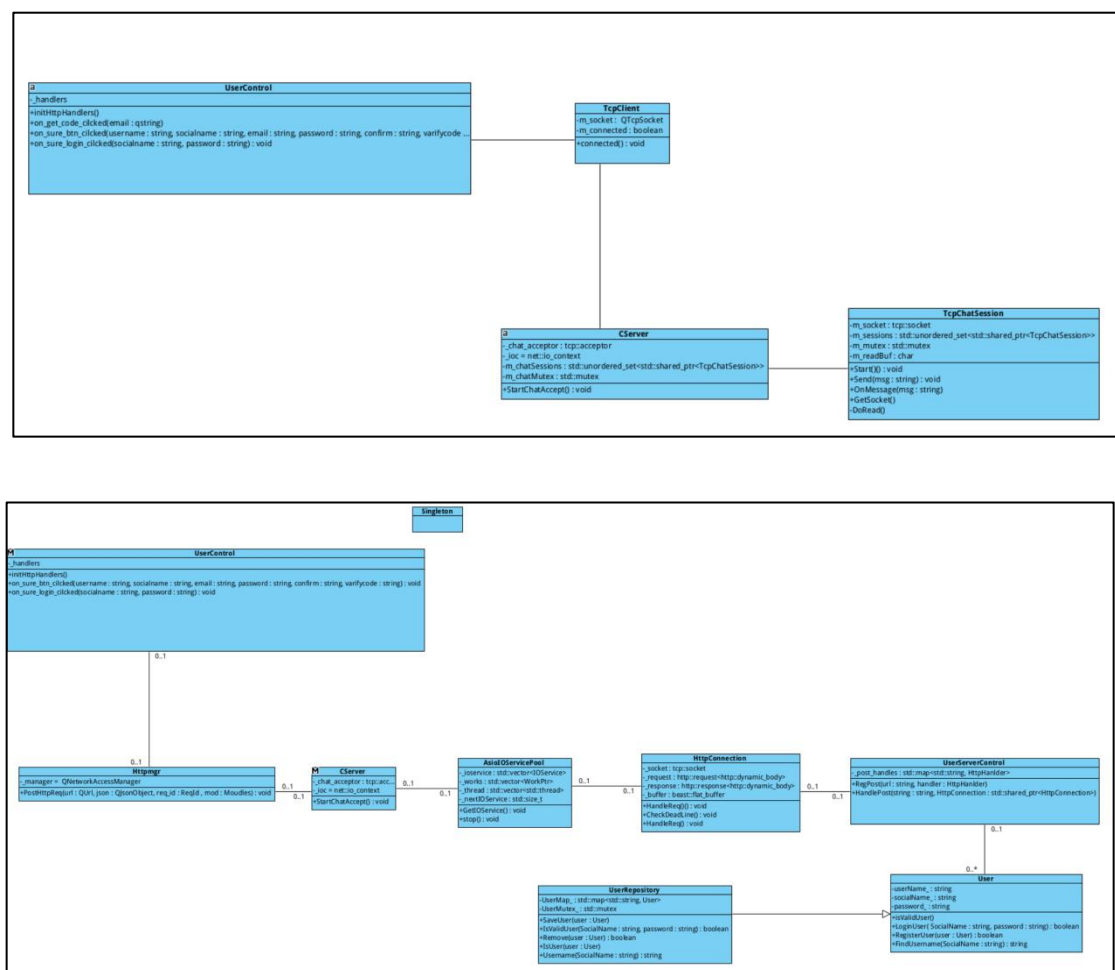 a
UserControl
-_handlers
+initHttpHandlers()
+on_get_code_cilcked(email : qstring)
+on_sure_btn_cilcked(username : string, socialname : string, email : string, password : string, confirm : string, varifycode ...
+on_sure_login_cilcked(socialname : string, password : string) : void
TcpClient
-m_socket : QTcpSocket
-m_connected : boolean
+connected() : void
a
CServer
-_chat_acceptor : tcp::acceptor
-_ioc = net::io_context
-m_chatSessions : std::unordered_set<std::shared_ptr<TcpChatSession>>
-m_chatMutex : std::mutex
+StartChatAccept() : void
TcpChatSession
-m_socket : tcp::socket
-m_sessions : std::unordered_set<std::shared_ptr<TcpChatSession>>
-m_mutex : std::mutex
-m_readBuf : char
+Start()() : void
+Send(msg : string) : void
+OnMessage(msg : string)
+GetSocket()
-DoRead()
Singleton
M
UserControl
-_handlers
+initHttpHandlers()
+on_sure_btn_cilcked(username : string, socialname : string, email : string, password : string, confirm : string, varifycode : string) : void
+on_sure_login_cilcked(socialname : string, password : string) : void
0..1
0..1
Httpmgr
-_manager = QNetworkAccessManager
+PostHttpReq(url : QUrl, json : QJsonObject, req_id : ReqId, mod : Moudies) : void
0..1
0..1
M
CServer
-_chat_acceptor : tcp::acc...
-_ioc = net::io_context
+StartChatAccept() : void
0..1
0..1
AsioIOServicePool
-_ioservice : std::vector<IOService>
-_works : std::vector<WorkPtr>
-_thread : std::vector<std::thread>
-_nextIOService : std::size_t
+GetIOService() : void
+stop() : void
0..1
0..1
HttpConnection
-_socket : tcp::socket
-_request : http::request<http::dynamic_body>
-_response : http::response<http::dynamic_body>
-_buffer : beast::flat_buffer
+HandleReq()() : void
+CheckDeadLine() : void
+HandleReq() : void
0..1
0..1
UserServerControl
-_post_handles : std::map<std::string, HttpHanlder>
+RegPost(url : string, handler : HttpHanlder)
+HandlePost(string : string, HttpConnection : std::shared_ptr<HttpConnection>)
0..1
0..*
User
-userName_ : string
-socialName_ : string
-password_ : string
+isValidUser()
+LoginUser( SocialName : string, password : string) : boolean
+RegisterUser(user : User) : boolean
+FindUsername(SocialName : string) : string
UserRepository
-UserMap_ : std::map<std::string, User>
-UserMutex_ : std::mutex
+SaveUser(user : User)
+IsValidUser(SocialName : string, password : string) : boolean
+Remove(user : User) : boolean
+IsUser(user : User)
+Username(SocialName : string) : string